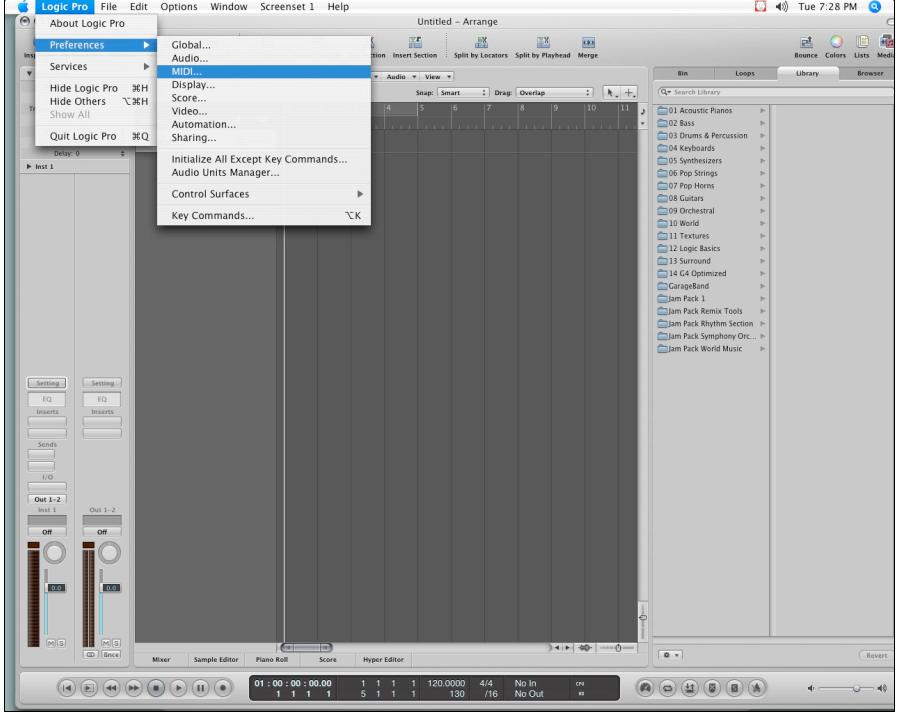 Logic Pro File Edit Options Window Screenset 1 Help Tue 7:28 PM
Untitled – Arrange
About Logic Pro
Preferences
Services
Hide Logic Pro ⌘H
Hide Others ⌥⌘H
Show All
Quit Logic Pro ⌘Q
Global...
Audio...
MIDI...
Display...
Score...
Video...
Automation...
Sharing...
Initialize All Except Key Commands...
Audio Units Manager...
Control Surfaces
Key Commands... ⌥K
Insert Section Split by Locators Split by Playhead Merge
Bounce Colors Lists
Audio View
Snap: Smart Drag: Overlap
4 5 6 7 8 9 10 11
Bin Loops Library Browser
Search Library
01 Acoustic Pianos
02 Bass
03 Drums & Percussion
04 Keyboards
05 Synthesizers
06 Pop Strings
07 Pop Horns
08 Guitars
09 Orchestral
10 World
11 Textures
12 Logic Basics
13 Surround
14 G4 Optimized
GarageBand
Jam Pack 1
Jam Pack Remix Tools
Jam Pack Rhythm Section
Jam Pack Symphony Orc...
Jam Pack World Music
Delay: 0
Inst 1
Setting Setting
EQ EQ
Inserts Inserts
Sends
I/O
Out 1–2
Inst 1 Out 1–2
Off Off
0.0 0.0
M S M S
Bnce
Mixer Sample Editor Piano Roll Score Hyper Editor
Revert
01 : 00 : 00 : 00.00 1 1 1 1 120.0000 4/4 No In CPU
1 1 1 1 5 1 1 1 130 /16 No Out